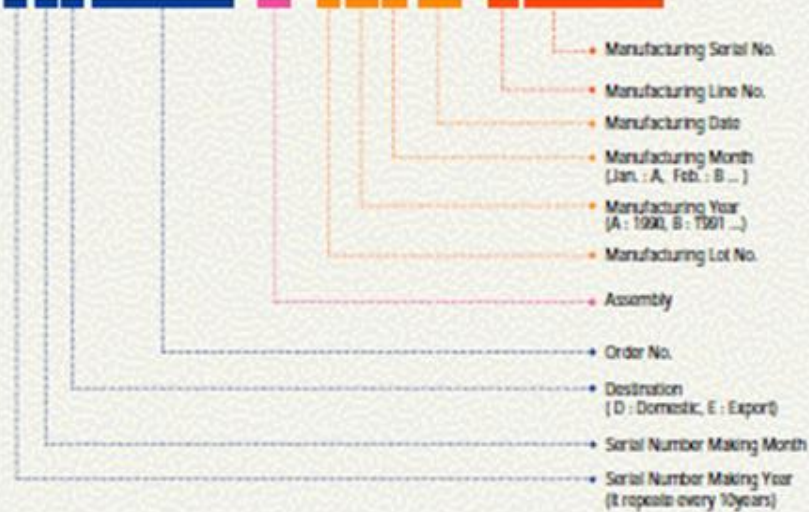 Manufacturing Serial No.
Manufacturing Line No.
Manufacturing Date
Manufacturing Month
(Jan. : A, Feb. : B ... )
Manufacturing Year
(A : 1990, B : 1991 ...)
Manufacturing Lot No.
Assembly
Order No.
Destination
( D : Domestic, E : Export)
Serial Number Making Month
Serial Number Making Year
(It repeats every 10years)